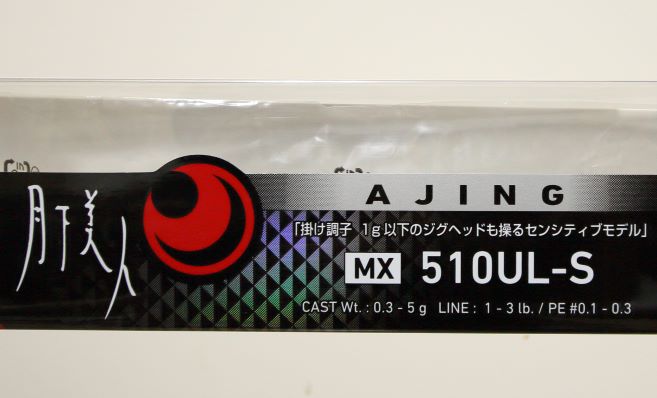 月下美人
AJING
「掛け調子 1g以下のジグヘッドも操るセンシティブモデル」
MX 510UL-S
CAST Wt. : 0.3 - 5 g LINE : 1 - 3 lb. / PE #0.1 - 0.3